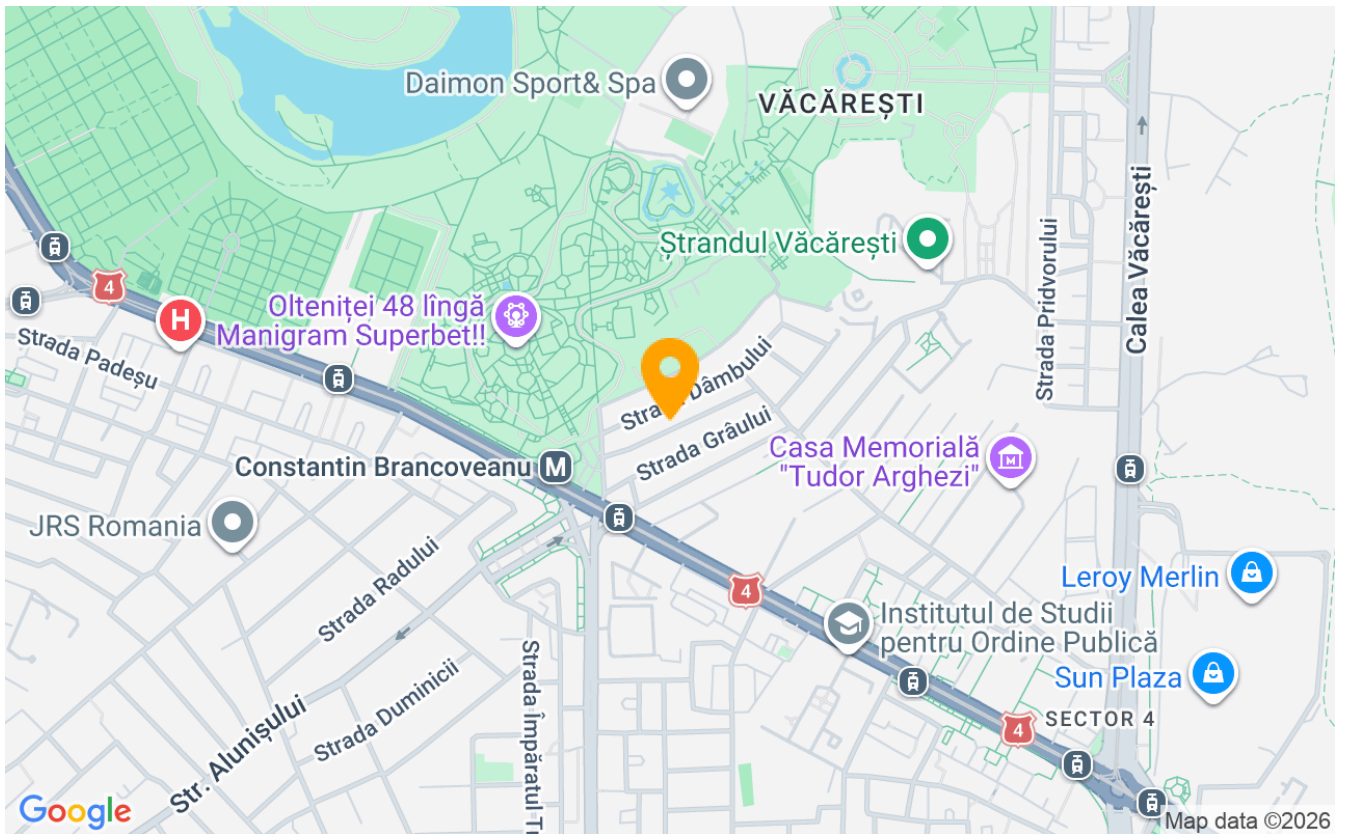 Daimon Sport& Spa
VĂCĂREȘTI
Ștrandul Văcărești
Strada Pridvorului
Calea Văcărești
4
H
Olteniței 48 lîngă
Manigram Superbet!!
Strada Padeșu
Strada Dâmbului
Strada Grâului
Casa Memorială
"Tudor Arghezi"
Constantin Brancoveanu
M
JRS Romania
Strada Radului
4
Leroy Merlin
Institutul de Studii
pentru Ordine Publică
Sun Plaza
SECTOR 4
4
Strada Duminicii
Str. Alunișului
Strada Împăratul Tr
Google
Map data ©2026